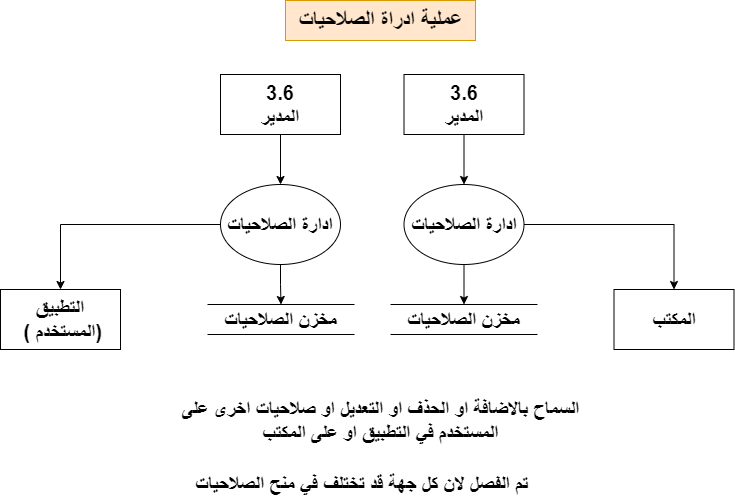 عملية ادراة الصلاحيات
3.6
المدير
3.6
المدير
ادارة الصلاحيات
ادارة الصلاحيات
المكتب
مخزن الصلاحيات
مخزن الصلاحيات
التطبيق
(المستخدم )
السماح بالاضافة او الحذف او التعديل او صلاحيات اخرى على
المستخدم في التطبيق او على المكتب
تم الفصل لان كل جهة قد تختلف في منح الصلاحيات